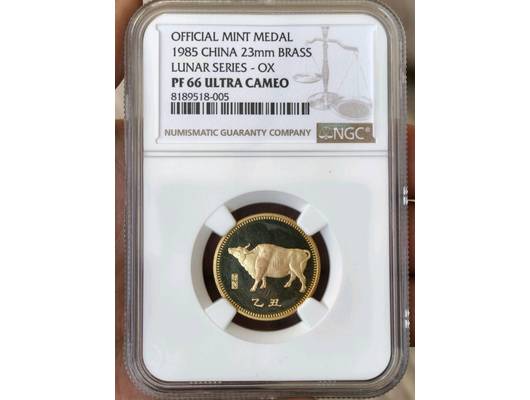 OFFICIAL MINT MEDAL
1985 CHINA 23mm BRASS
LUNAR SERIES - OX
PF 66 ULTRA CAMEO
8189518-005
NUMISMATIC GUARANTY COMPANY
NGC®
乙丑